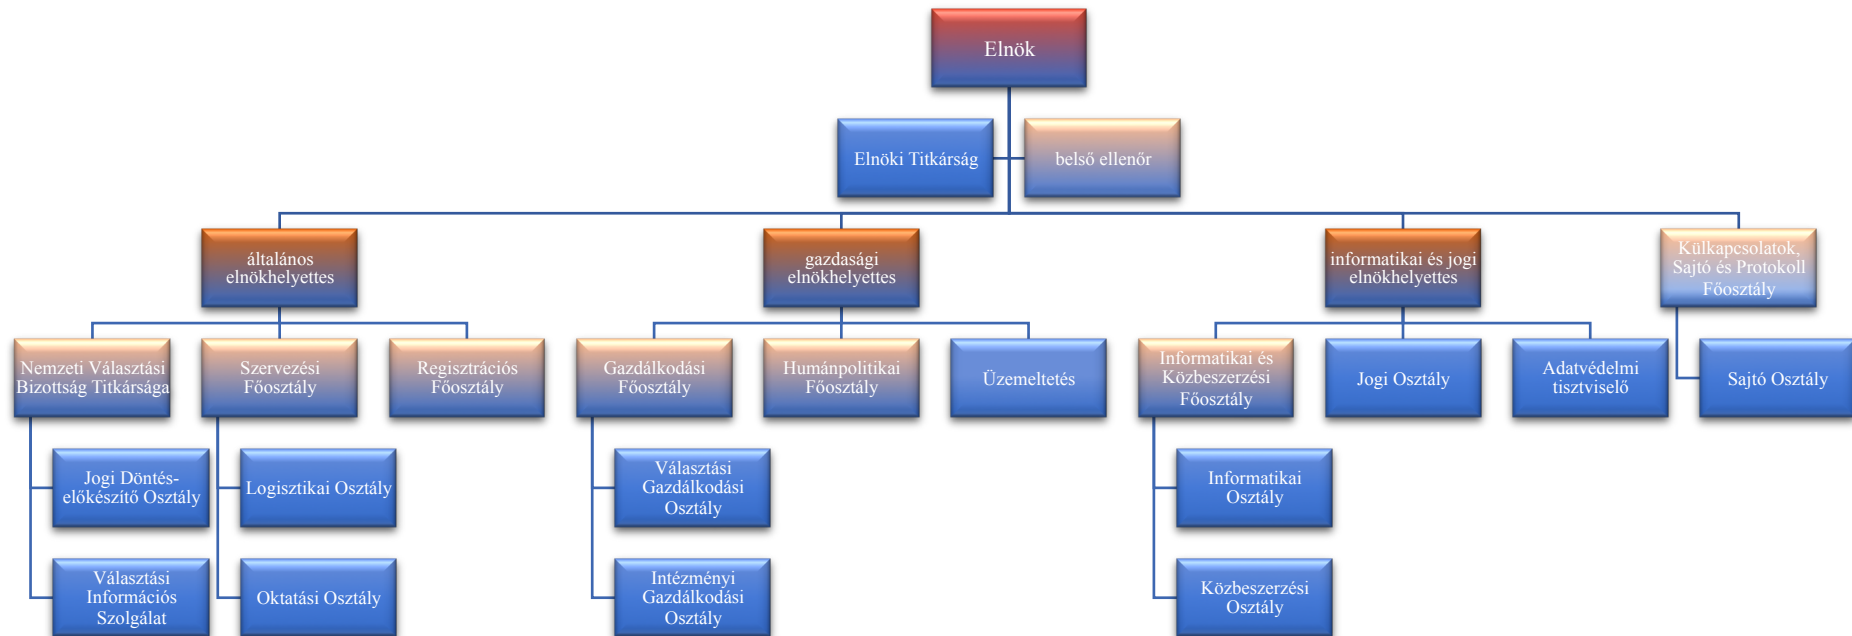 Elnök
Elnöki Titkárság
belső ellenőr
általános
elnökhelyettes
gazdasági
elnökhelyettes
informatikai és jogi
elnökhelyettes
Külkapcsolatok,
Sajtó és Protokoll
Főosztály
Nemzeti Választási
Bizottság Titkársága
Szervezési
Főosztály
Regisztrációs
Főosztály
Gazdálkodási
Főosztály
Humánpolitikai
Főosztály
Üzemeltetés
Informatikai és
Közbeszerzési
Főosztály
Jogi Osztály
Adatvédelmi
tisztviselő
Sajtó Osztály
Jogi Döntés-
előkészítő Osztály
Logisztikai Osztály
Választási
Gazdálkodási
Osztály
Informatikai
Osztály
Választási
Információs
Szolgálat
Oktatási Osztály
Intézményi
Gazdálkodási
Osztály
Közbeszerzési
Osztály